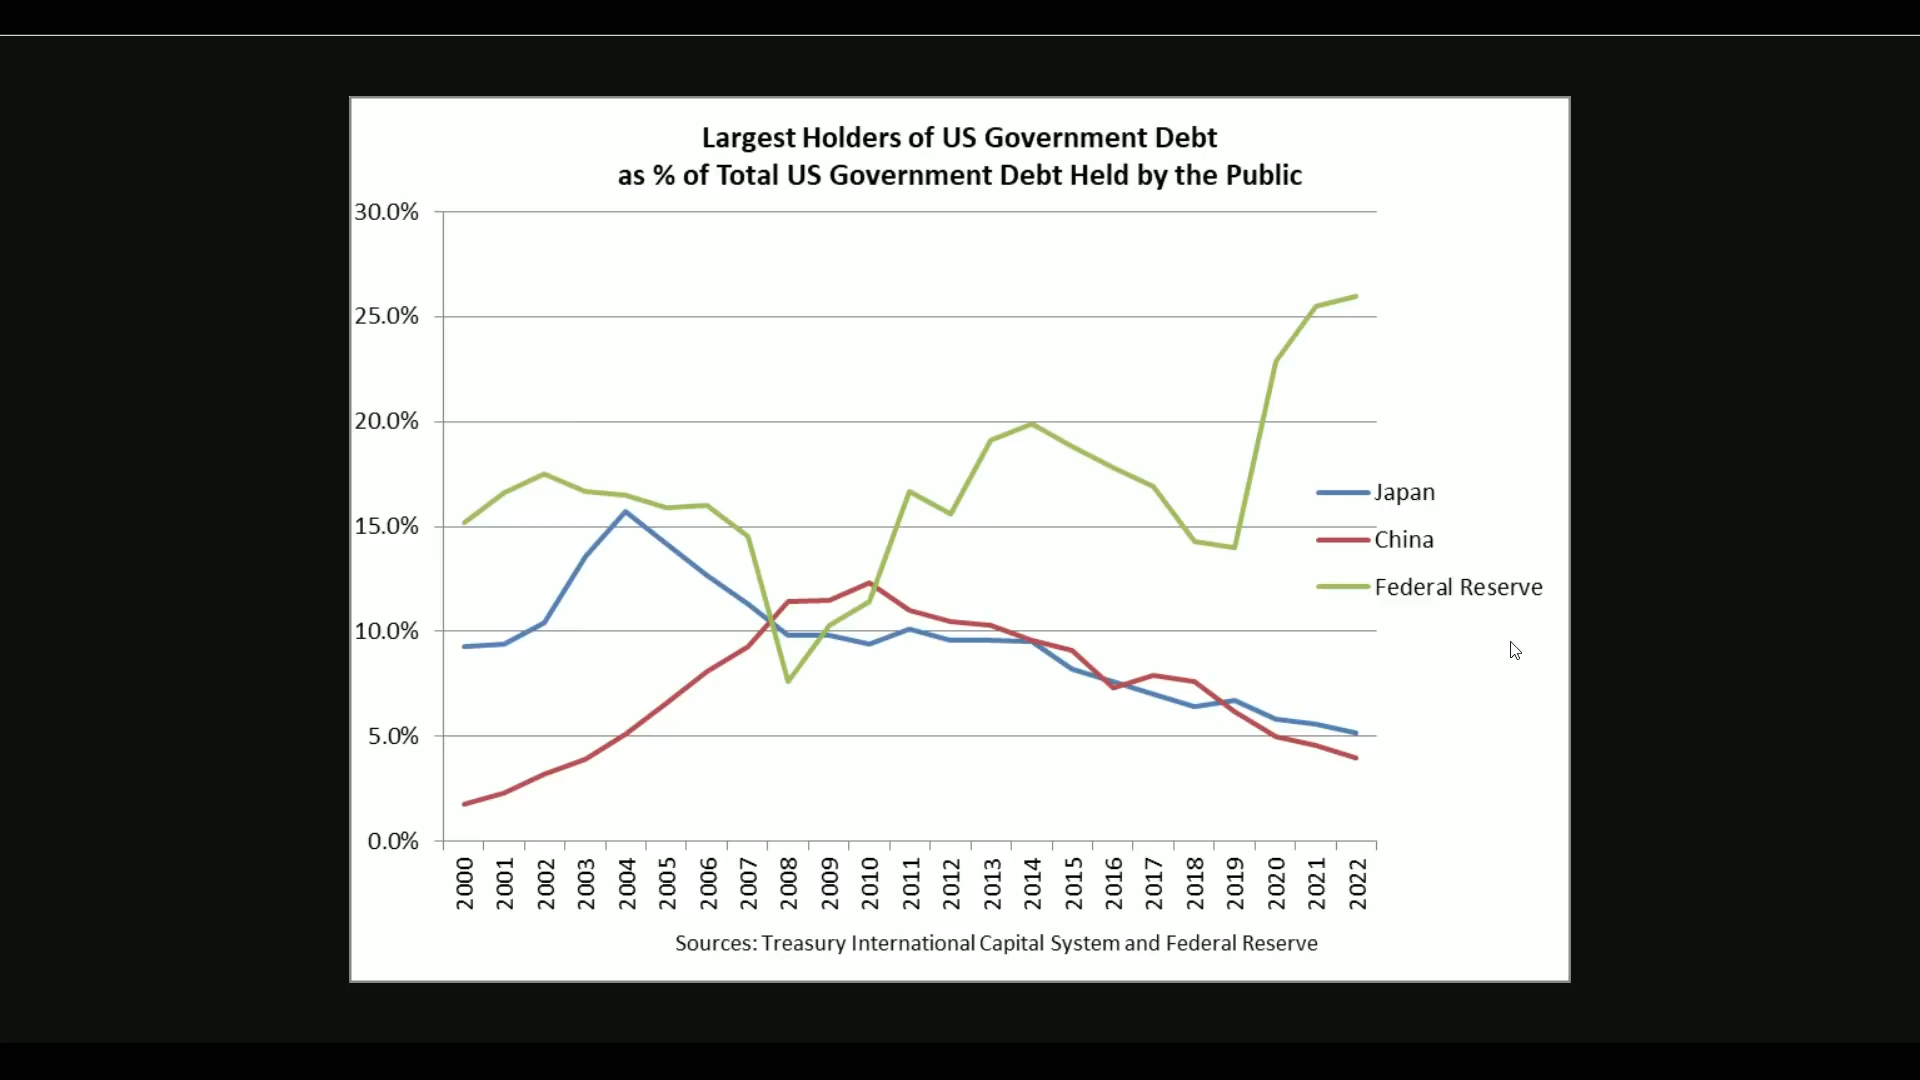 Largest Holders of US Government Debt
as % of Total US Government Debt Held by the Public
30.0%
25.0%
20.0%
15.0%
10.0%
5.0%
0.0%
Japan
China
Federal Reserve
2000 2001 2002 2003 2004 2005 2006 2007 2008 2009 2010 2011 2012 2013 2014 2015 2016 2017 2018 2019 2020 2021 2022
Sources: Treasury International Capital System and Federal Reserve